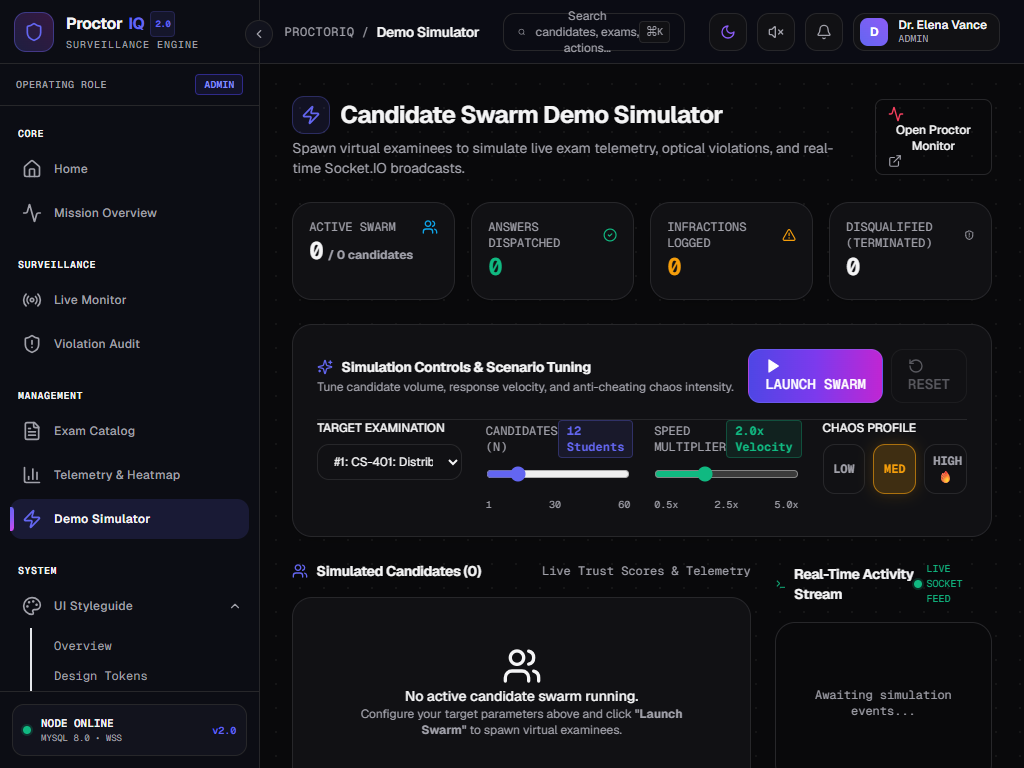 Proctor IQ 2.0
SURVEILLANCE ENGINE
OPERATING ROLE ADMIN
CORE
Home
Mission Overview
SURVEILLANCE
Live Monitor
Violation Audit
MANAGEMENT
Exam Catalog
Telemetry & Heatmap
Demo Simulator
SYSTEM
UI Styleguide
Overview
Design Tokens
NODE ONLINE
MYSQL 8.0 • WSS
v2.0
PROCTORIQ / Demo Simulator
Search
candidates, exams,
actions...
⌘K
D
Dr. Elena Vance
ADMIN
Candidate Swarm Demo Simulator
Spawn virtual examinees to simulate live exam telemetry, optical violations, and real-
time Socket.IO broadcasts.
Open Proctor
Monitor
ACTIVE SWARM
0 / 0 candidates
ANSWERS
DISPATCHED
0
INFRACTIONS
LOGGED
0
DISQUALIFIED
(TERMINATED)
0
Simulation Controls & Scenario Tuning
Tune candidate volume, response velocity, and anti-cheating chaos intensity.
LAUNCH SWARM
RESET
TARGET EXAMINATION
#1: CS-401: Distrib
CANDIDATES
(N)
12
Students
1 30 60
SPEED
MULTIPLIER
2.0x
Velocity
0.5x 2.5x 5.0x
CHAOS PROFILE
LOW
MED
HIGH
🔥
Simulated Candidates (0)
Live Trust Scores & Telemetry
No active candidate swarm running.
Configure your target parameters above and click "Launch
Swarm" to spawn virtual examinees.
Real-Time Activity
Stream
LIVE
SOCKET
FEED
Awaiting simulation
events...